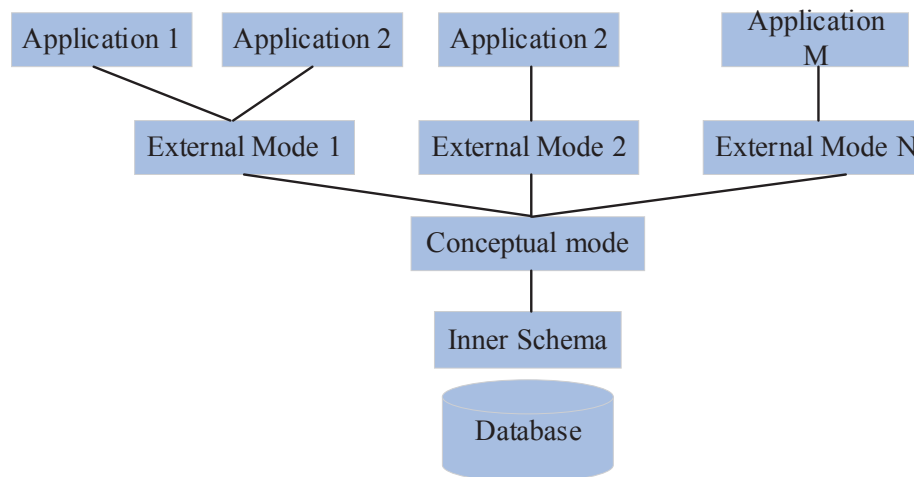 Application 1
Application 2
Application 2
Application
M
External Mode 1
External Mode 2
External Mode N
Conceptual mode
Inner Schema
Database